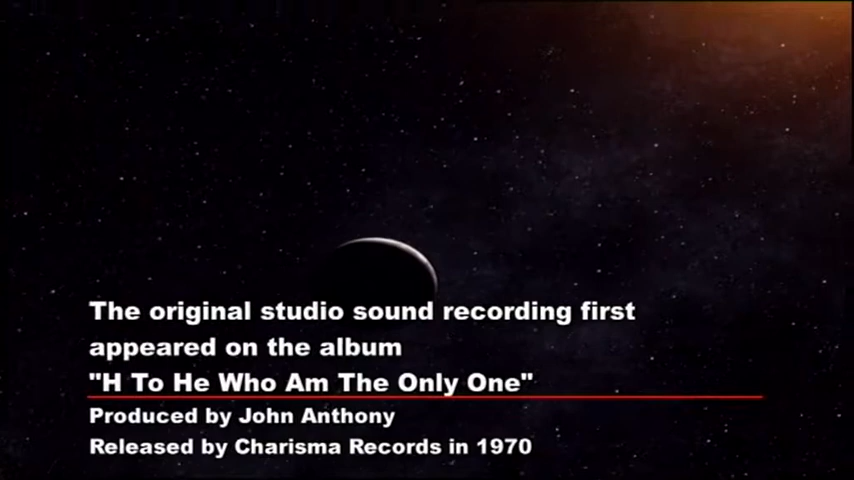 The original studio sound recording first
appeared on the album
"H To He Who Am The Only One"
Produced by John Anthony
Released by Charisma Records in 1970